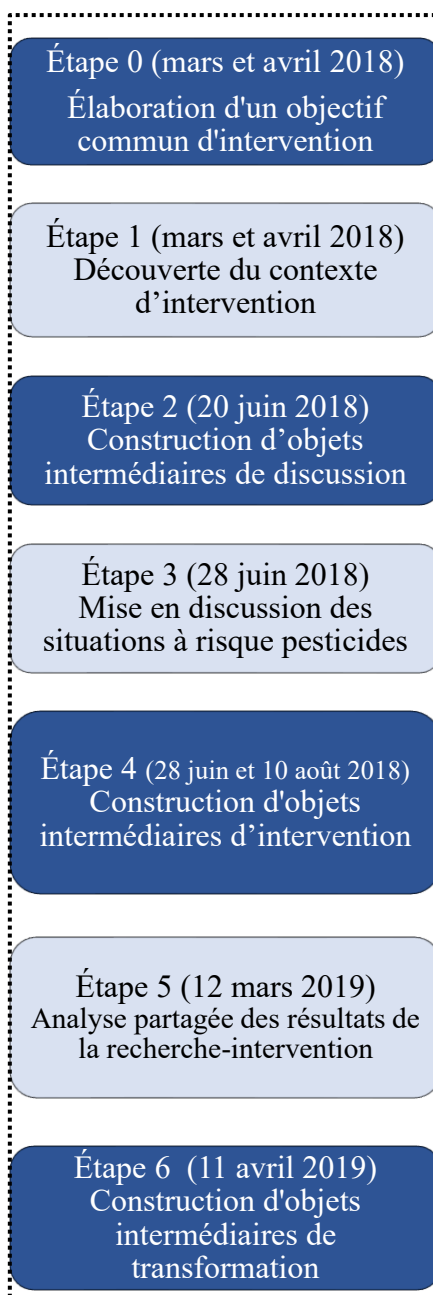 Étape 0 (mars et avril 2018)
Élaboration d'un objectif
commun d'intervention
Étape 1 (mars et avril 2018)
Découverte du contexte
d’intervention
Étape 2 (20 juin 2018)
Construction d’objets
intermédiaires de discussion
Étape 3 (28 juin 2018)
Mise en discussion des
situations à risque pesticides
Étape 4 (28 juin et 10 août 2018)
Construction d'objets
intermédiaires d’intervention
Étape 5 (12 mars 2019)
Analyse partagée des résultats de
la recherche-intervention
Étape 6 (11 avril 2019)
Construction d'objets
intermédiaires de
transformation